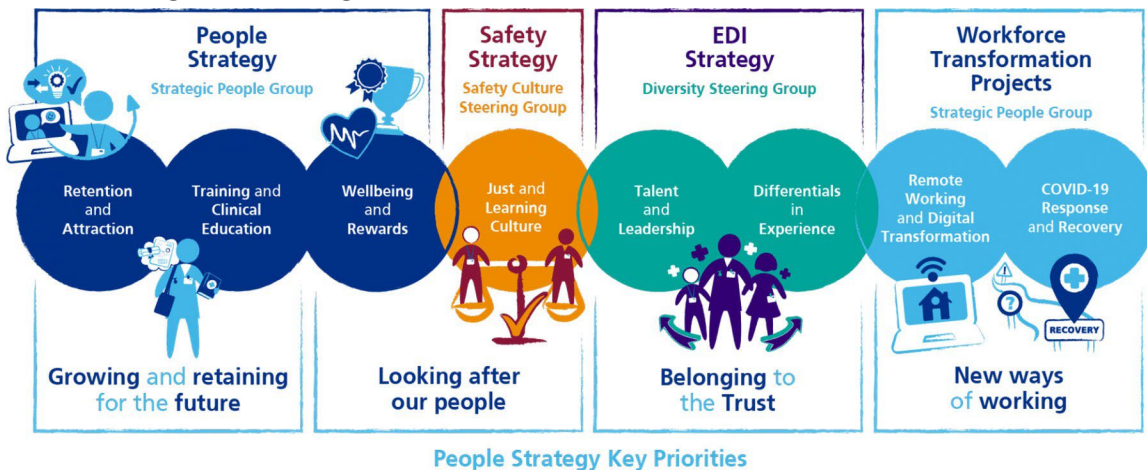 People
Strategy
Strategic People Group
Safety
Strategy
Safety Culture
Steering Group
EDI
Strategy
Diversity Steering Group
Workforce
Transformation
Projects
Strategic People Group
Retention
and
Attraction
Training and
Clinical
Education
Wellbeing
and
Rewards
Just and
Learning
Culture
Talent
and
Leadership
Differentials
in
Experience
Remote
Working
and Digital
Transformation
COVID-19
Response
and Recovery
!
?
RECOVERY
Growing and retaining
for the future
Looking after
our people
Belonging to
the Trust
New ways
of working
People Strategy Key Priorities